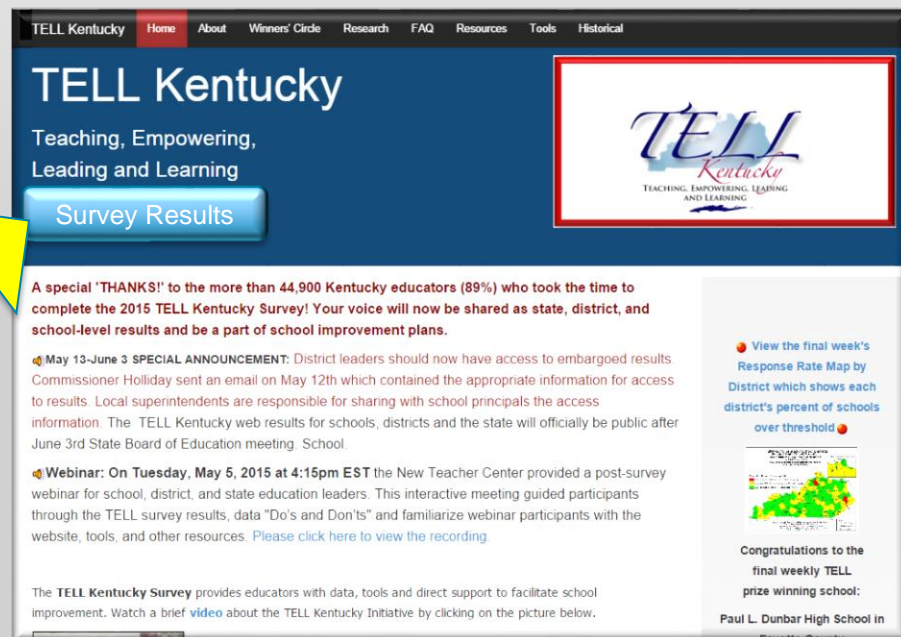 TELL Kentucky Home About Winners' Circle Research FAQ Resources Tools Historical
TELL Kentucky
Teaching, Empowering,
Leading and Learning
Survey Results
TELL
Kentucky
TEACHING, EMPOWERING, LEADING
AND LEARNING
A special 'THANKS!' to the more than 44,900 Kentucky educators (89%) who took the time to
complete the 2015 TELL Kentucky Survey! Your voice will now be shared as state, district, and
school-level results and be a part of school improvement plans.
May 13-June 3 SPECIAL ANNOUNCEMENT: District leaders should now have access to embargoed results.
Commissioner Holliday sent an email on May 12th which contained the appropriate information for access
to results. Local superintendents are responsible for sharing with school principals the access
information. The TELL Kentucky web results for schools, districts and the state will officially be public after
June 3rd State Board of Education meeting. School.
Webinar: On Tuesday, May 5, 2015 at 4:15pm EST the New Teacher Center provided a post-survey
webinar for school, district, and state education leaders. This interactive meeting guided participants
through the TELL survey results, data "Do's and Don'ts" and familiarize webinar participants with the
website, tools, and other resources. Please click here to view the recording.
The TELL Kentucky Survey provides educators with data, tools and direct support to facilitate school
improvement. Watch a brief video about the TELL Kentucky Initiative by clicking on the picture below.
View the final week's
Response Rate Map by
District which shows each
district's percent of schools
over threshold
Congratulations to the
final weekly TELL
prize winning school:
Paul L. Dunbar High School in
Fayette County